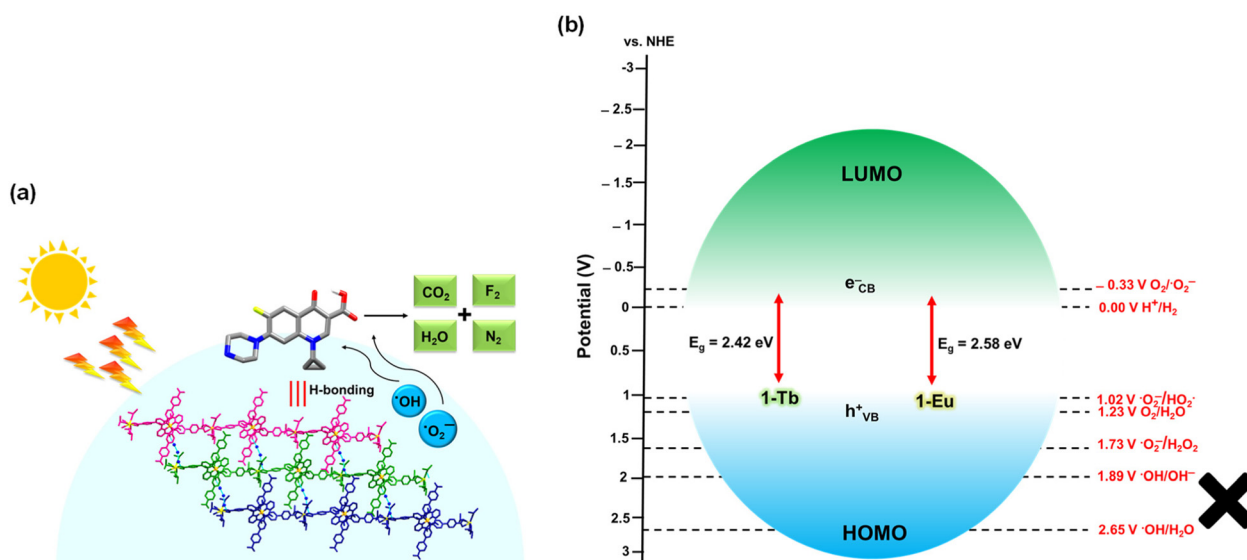 (a)
CO₂
F₂
+
H₂O
N₂
H-bonding
•OH
•O₂⁻
(b)
vs. NHE
Potential (V)
-3
– 2.5
– 2
– 1.5
– 1
– 0.5
0
0.5
1
1.5
2
2.5
3
LUMO
e⁻CB
E_g = 2.42 eV
E_g = 2.58 eV
1-Tb
1-Eu
h⁺VB
HOMO
– 0.33 V O₂/•O₂⁻
0.00 V H⁺/H₂
1.02 V •O₂⁻/HO₂•
1.23 V O₂/H₂O
1.73 V •O₂⁻/H₂O₂
1.89 V •OH/OH⁻
2.65 V •OH/H₂O